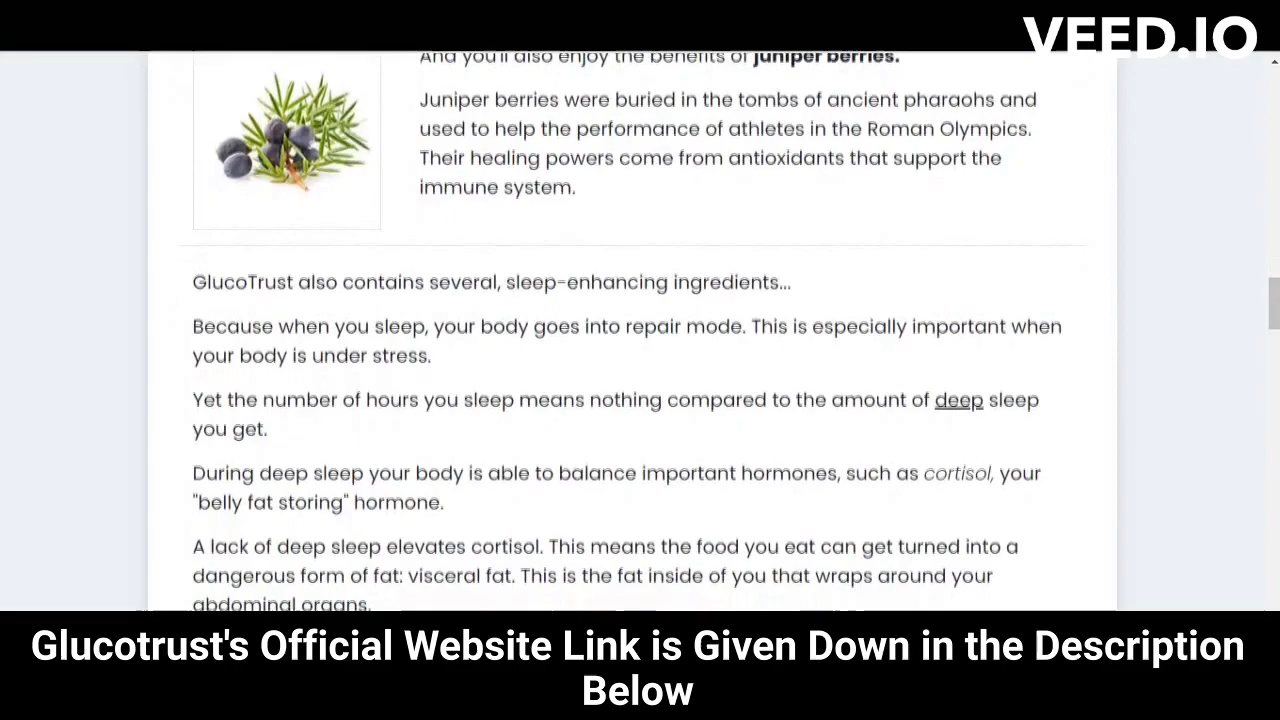 VEED.IO
And you'll also enjoy the benefits of juniper berries.
Juniper berries were buried in the tombs of ancient pharaohs and
used to help the performance of athletes in the Roman Olympics.
Their healing powers come from antioxidants that support the
immune system.
GlucoTrust also contains several, sleep-enhancing ingredients...
Because when you sleep, your body goes into repair mode. This is especially important when
your body is under stress.
Yet the number of hours you sleep means nothing compared to the amount of deep sleep
you get.
During deep sleep your body is able to balance important hormones, such as cortisol, your
"belly fat storing" hormone.
A lack of deep sleep elevates cortisol. This means the food you eat can get turned into a
dangerous form of fat: visceral fat. This is the fat inside of you that wraps around your
abdominal organs.
Glucotrust's Official Website Link is Given Down in the Description
Below